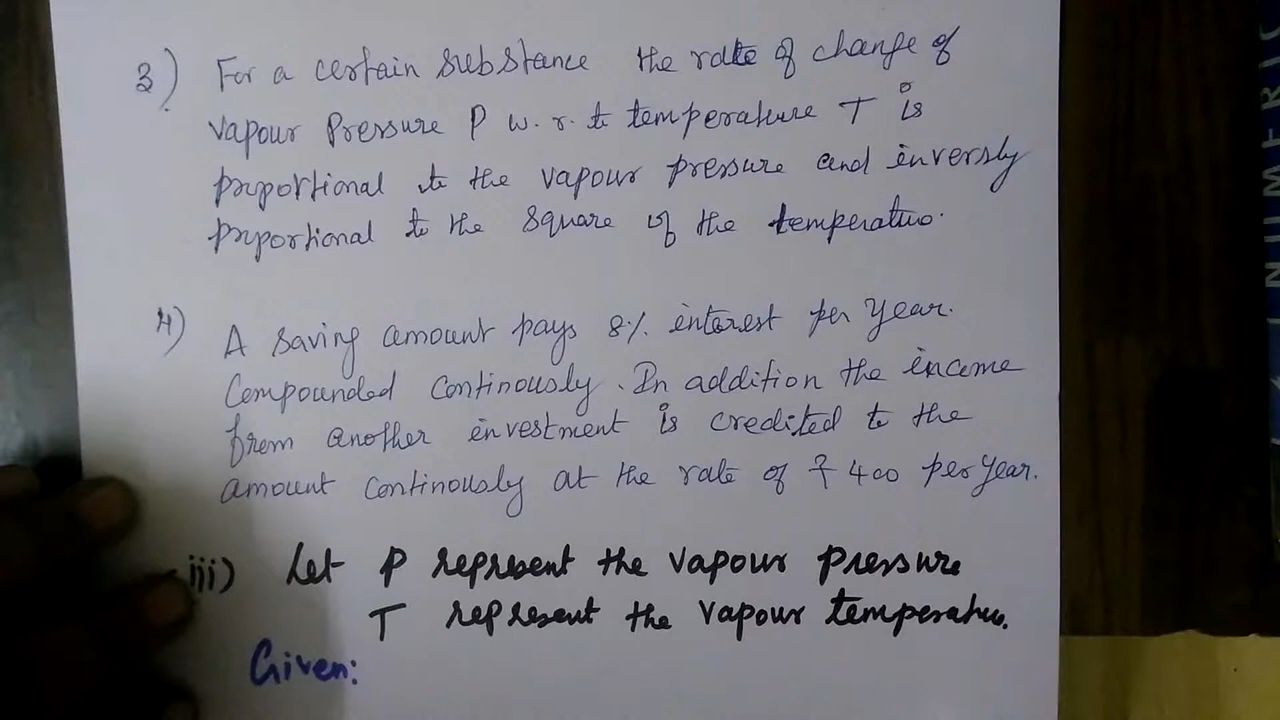 3) For a certain substance the rate of change of
vapour Pressure P w.r.to temperature T is
proportional to the vapour pressure and inversly
proportional to the square of the temperature.
4) A saving amount pays 8% interest per year.
Compounded continously. In addition the income
from another investment is credited to the
amount continously at the rate of ₹ 400 per year.
iii) Let P represent the vapour pressure
T represent the vapour temperature.
Given:
NUMERIC